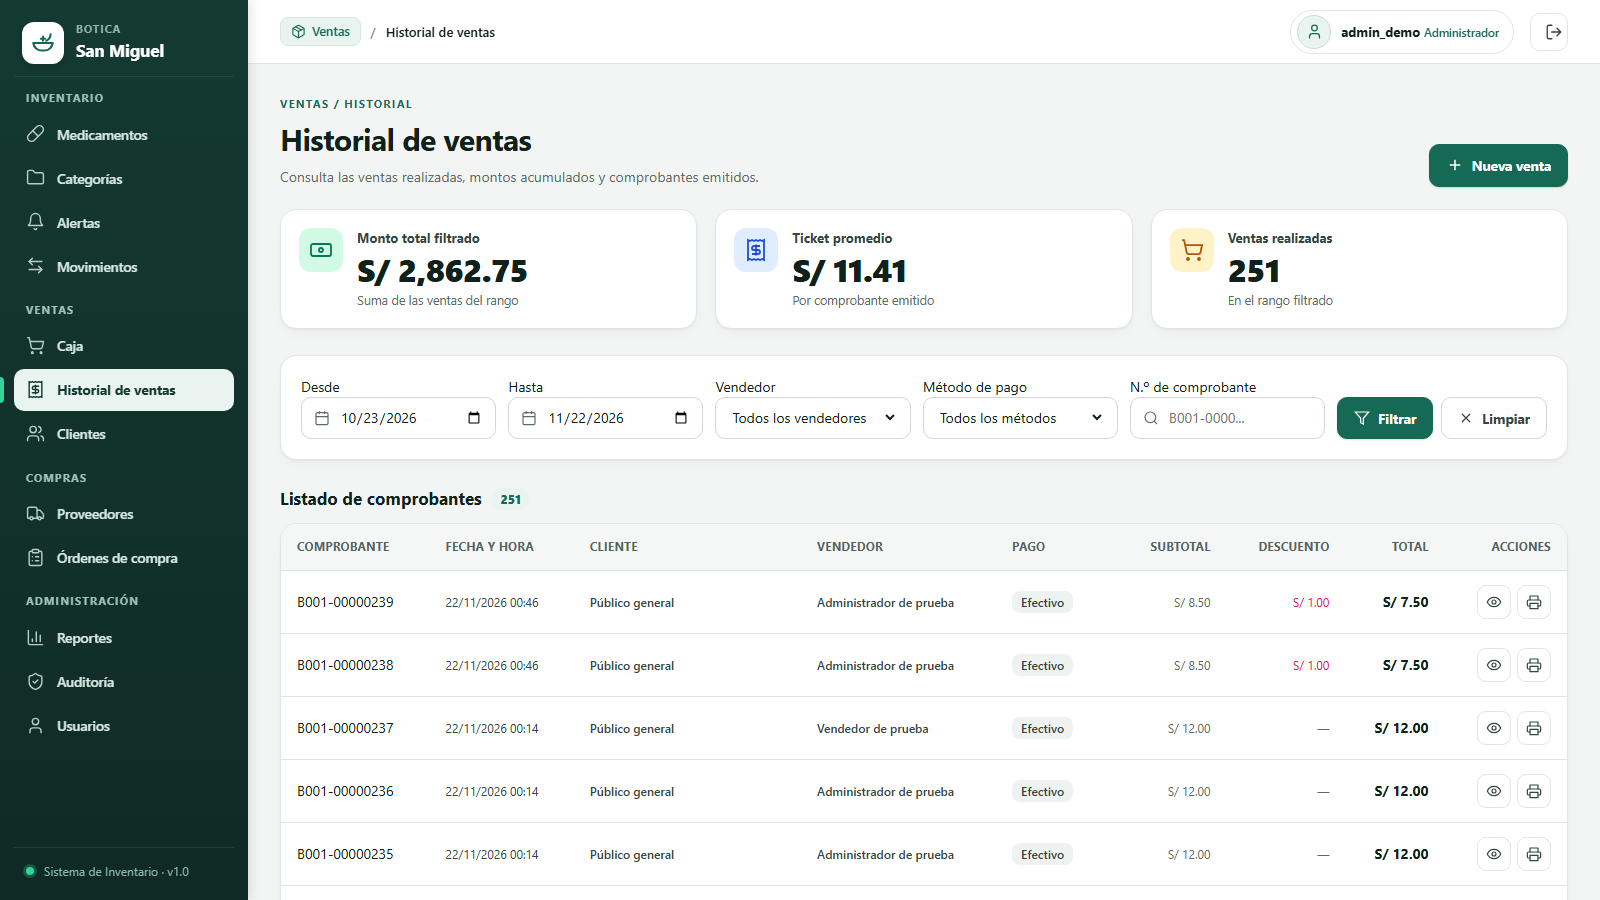 BOTICA
San Miguel
INVENTARIO
Medicamentos
Categorías
Alertas
Movimientos
VENTAS
Caja
Historial de ventas
Clientes
COMPRAS
Proveedores
Órdenes de compra
ADMINISTRACIÓN
Reportes
Auditoría
Usuarios
Sistema de Inventario · v1.0
Ventas / Historial de ventas
admin_demo Administrador
VENTAS / HISTORIAL
Historial de ventas
Consulta las ventas realizadas, montos acumulados y comprobantes emitidos.
+ Nueva venta
Monto total filtrado
S/ 2,862.75
Suma de las ventas del rango
Ticket promedio
S/ 11.41
Por comprobante emitido
Ventas realizadas
251
En el rango filtrado
Desde Hasta Vendedor Método de pago N.º de comprobante
10/23/2026 11/22/2026 Todos los vendedores Todos los métodos B001-0000... Filtrar Limpiar
Listado de comprobantes 251
COMPROBANTE FECHA Y HORA CLIENTE VENDEDOR PAGO SUBTOTAL DESCUENTO TOTAL ACCIONES
B001-00000239 22/11/2026 00:46 Público general Administrador de prueba Efectivo S/ 8.50 S/ 1.00 S/ 7.50
B001-00000238 22/11/2026 00:46 Público general Administrador de prueba Efectivo S/ 8.50 S/ 1.00 S/ 7.50
B001-00000237 22/11/2026 00:14 Público general Vendedor de prueba Efectivo S/ 12.00 — S/ 12.00
B001-00000236 22/11/2026 00:14 Público general Administrador de prueba Efectivo S/ 12.00 — S/ 12.00
B001-00000235 22/11/2026 00:14 Público general Administrador de prueba Efectivo S/ 12.00 — S/ 12.00